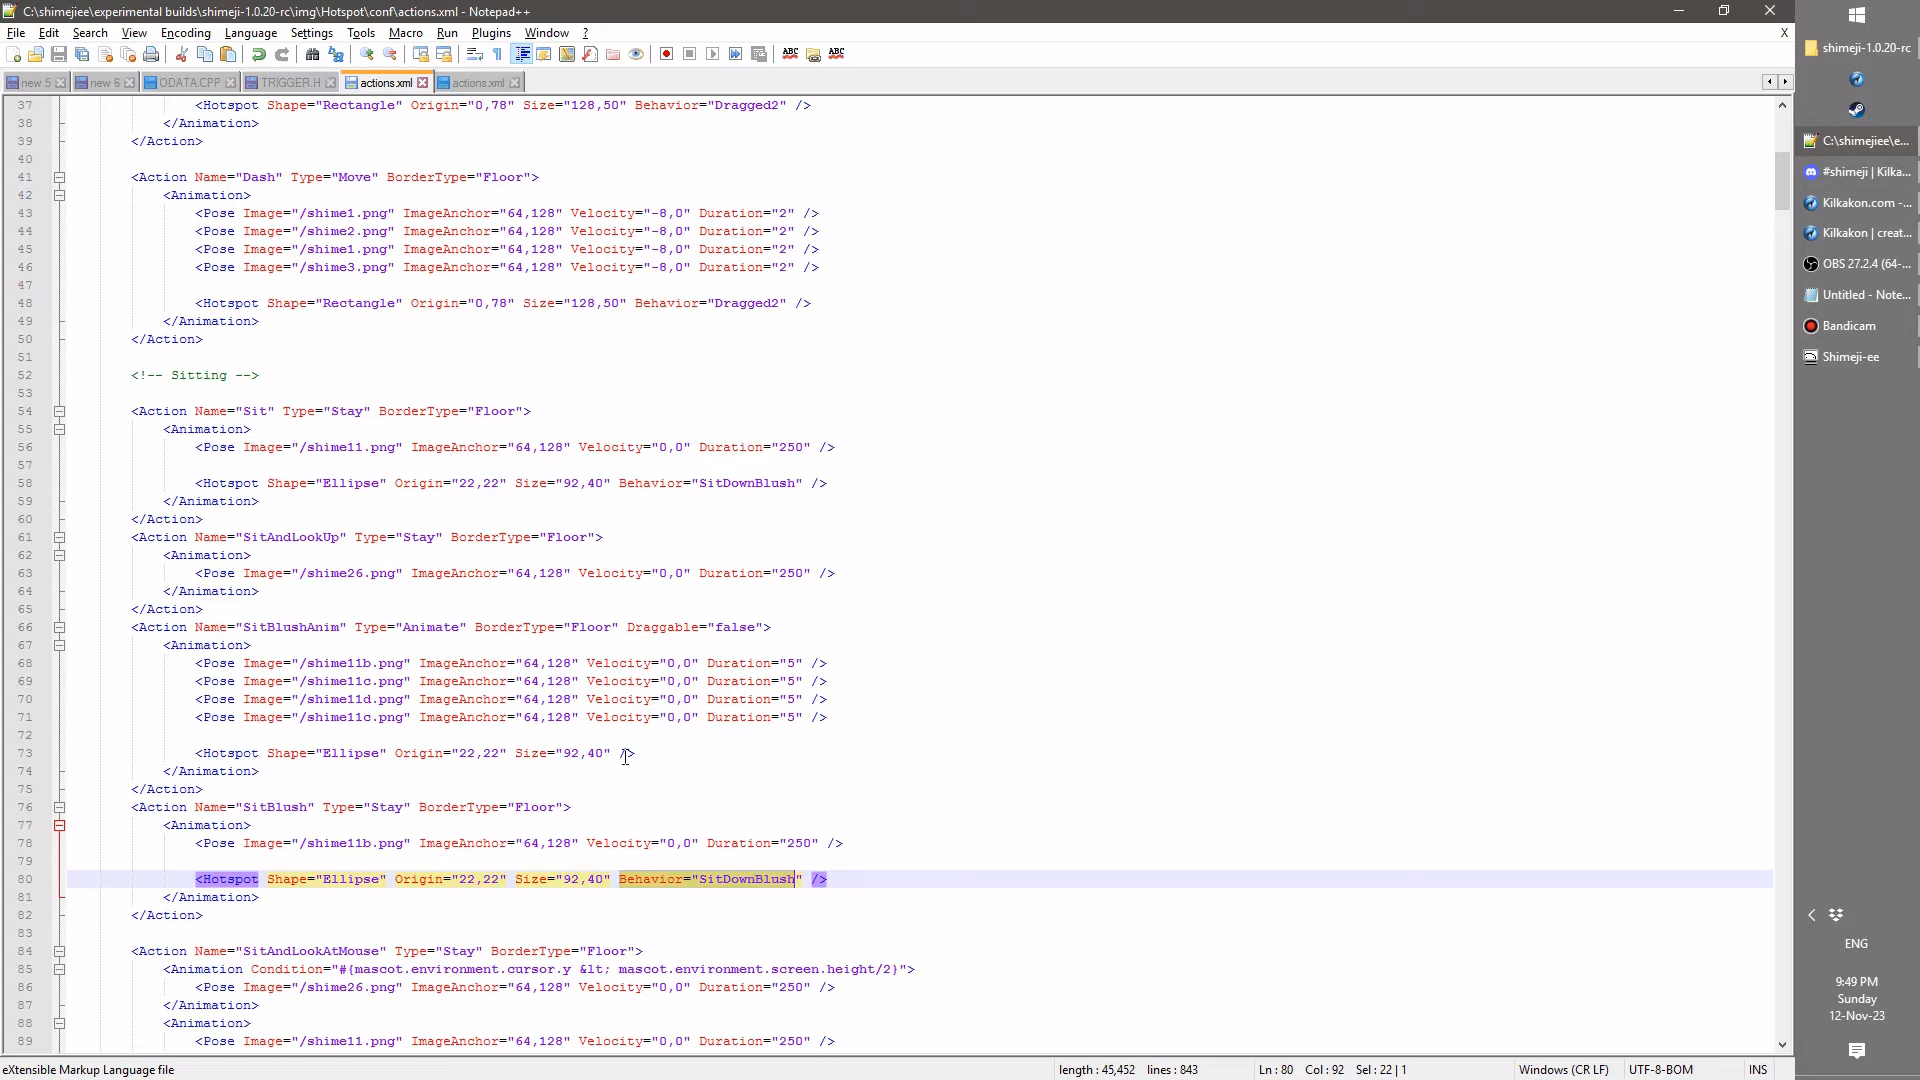 C:\shimejiee\experimental builds\shimeji-1.0.20-rc\img\Hotspot\conf\actions.xml - Notepad++
File Edit Search View Encoding Language Settings Tools Macro Run Plugins Window ? X
new 5 new 6 ODATA.CPP TRIGGER.H actions.xml actions.xml
37 <Hotspot Shape="Rectangle" Origin="0,78" Size="128,50" Behavior="Dragged2" />
38 </Animation>
39 </Action>
40
41 <Action Name="Dash" Type="Move" BorderType="Floor">
42 <Animation>
43 <Pose Image="/shime1.png" ImageAnchor="64,128" Velocity="-8,0" Duration="2" />
44 <Pose Image="/shime2.png" ImageAnchor="64,128" Velocity="-8,0" Duration="2" />
45 <Pose Image="/shime1.png" ImageAnchor="64,128" Velocity="-8,0" Duration="2" />
46 <Pose Image="/shime3.png" ImageAnchor="64,128" Velocity="-8,0" Duration="2" />
47
48 <Hotspot Shape="Rectangle" Origin="0,78" Size="128,50" Behavior="Dragged2" />
49 </Animation>
50 </Action>
51
52 <!-- Sitting -->
53
54 <Action Name="Sit" Type="Stay" BorderType="Floor">
55 <Animation>
56 <Pose Image="/shime11.png" ImageAnchor="64,128" Velocity="0,0" Duration="250" />
57
58 <Hotspot Shape="Ellipse" Origin="22,22" Size="92,40" Behavior="SitDownBlush" />
59 </Animation>
60 </Action>
61 <Action Name="SitAndLookUp" Type="Stay" BorderType="Floor">
62 <Animation>
63 <Pose Image="/shime26.png" ImageAnchor="64,128" Velocity="0,0" Duration="250" />
64 </Animation>
65 </Action>
66 <Action Name="SitBlushAnim" Type="Animate" BorderType="Floor" Draggable="false">
67 <Animation>
68 <Pose Image="/shime11b.png" ImageAnchor="64,128" Velocity="0,0" Duration="5" />
69 <Pose Image="/shime11c.png" ImageAnchor="64,128" Velocity="0,0" Duration="5" />
70 <Pose Image="/shime11d.png" ImageAnchor="64,128" Velocity="0,0" Duration="5" />
71 <Pose Image="/shime11c.png" ImageAnchor="64,128" Velocity="0,0" Duration="5" />
72
73 <Hotspot Shape="Ellipse" Origin="22,22" Size="92,40" />
74 </Animation>
75 </Action>
76 <Action Name="SitBlush" Type="Stay" BorderType="Floor">
77 <Animation>
78 <Pose Image="/shime11b.png" ImageAnchor="64,128" Velocity="0,0" Duration="250" />
79
80 <Hotspot Shape="Ellipse" Origin="22,22" Size="92,40" Behavior="SitDownBlush" />
81 </Animation>
82 </Action>
83
84 <Action Name="SitAndLookAtMouse" Type="Stay" BorderType="Floor">
85 <Animation Condition="#{mascot.environment.cursor.y &lt; mascot.environment.screen.height/2}">
86 <Pose Image="/shime26.png" ImageAnchor="64,128" Velocity="0,0" Duration="250" />
87 </Animation>
88 <Animation>
89 <Pose Image="/shime11.png" ImageAnchor="64,128" Velocity="0,0" Duration="250" />
eXtensible Markup Language file length : 45,452 lines : 843 Ln : 80 Col : 92 Sel : 22 | 1 Windows (CR LF) UTF-8-BOM INS
shimeji-1.0.20-rc
C:\shimejiee\e...
#shimeji | Kilka...
Kilkakon.com -...
Kilkakon | creat...
OBS 27.2.4 (64-...
Untitled - Note...
Bandicam
Shimeji-ee
ENG
9:49 PM
Sunday
12-Nov-23